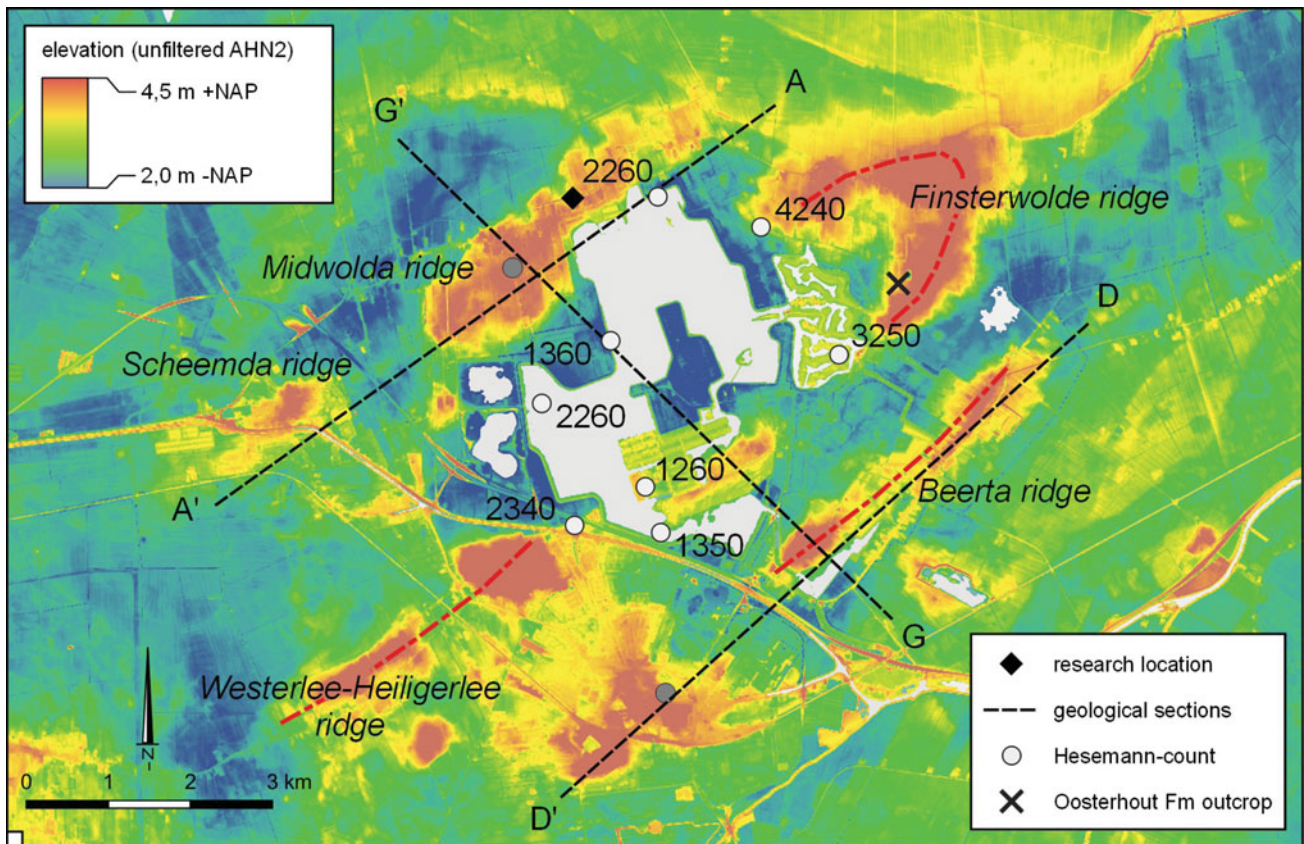 elevation (unfiltered AHN2)
4,5 m +NAP
2,0 m -NAP
G'
A
2260
4240
Finsterwolde ridge
Midwolda ridge
D
1360
3250
Scheemda ridge
2260
1260
Beerta ridge
A'
2340
1350
G
Westerlee-Heiligerlee
ridge
N
0 1 2 3 km
D'
research location
geological sections
Hesemann-count
Oosterhout Fm outcrop